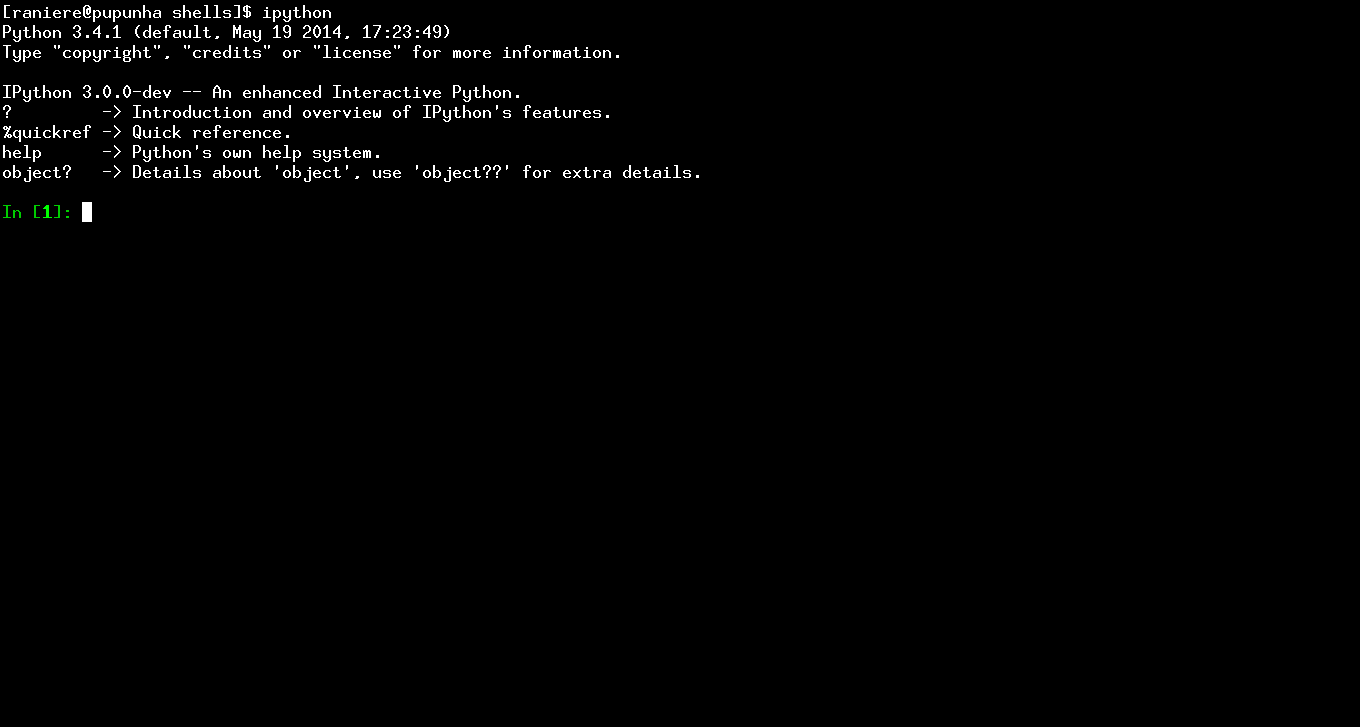 [raniere@pupunha shells]$ ipython
Python 3.4.1 (default, May 19 2014, 17:23:49)
Type "copyright", "credits" or "license" for more information.

IPython 3.0.0-dev -- An enhanced Interactive Python.
?         -> Introduction and overview of IPython's features.
%quickref -> Quick reference.
help      -> Python's own help system.
object?   -> Details about 'object', use 'object??' for extra details.

In [1]: